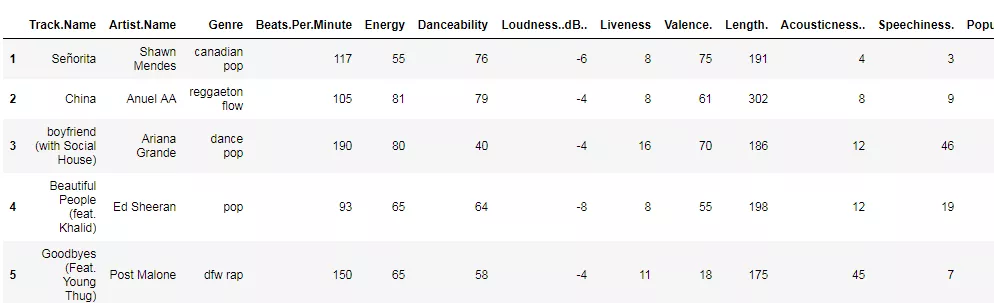 Track.Name Artist.Name Genre Beats.Per.Minute Energy Danceability Loudness..dB.. Liveness Valence. Length. Acousticness.. Speechiness. Popu
1 Señorita Shawn Mendes canadian pop 117 55 76 -6 8 75 191 4 3
2 China Anuel AA reggaeton flow 105 81 79 -4 8 61 302 8 9
3 boyfriend (with Social House) Ariana Grande dance pop 190 80 40 -4 16 70 186 12 46
4 Beautiful People (feat. Khalid) Ed Sheeran pop 93 65 64 -8 8 55 198 12 19
5 Goodbyes (Feat. Young Thug) Post Malone dfw rap 150 65 58 -4 11 18 175 45 7